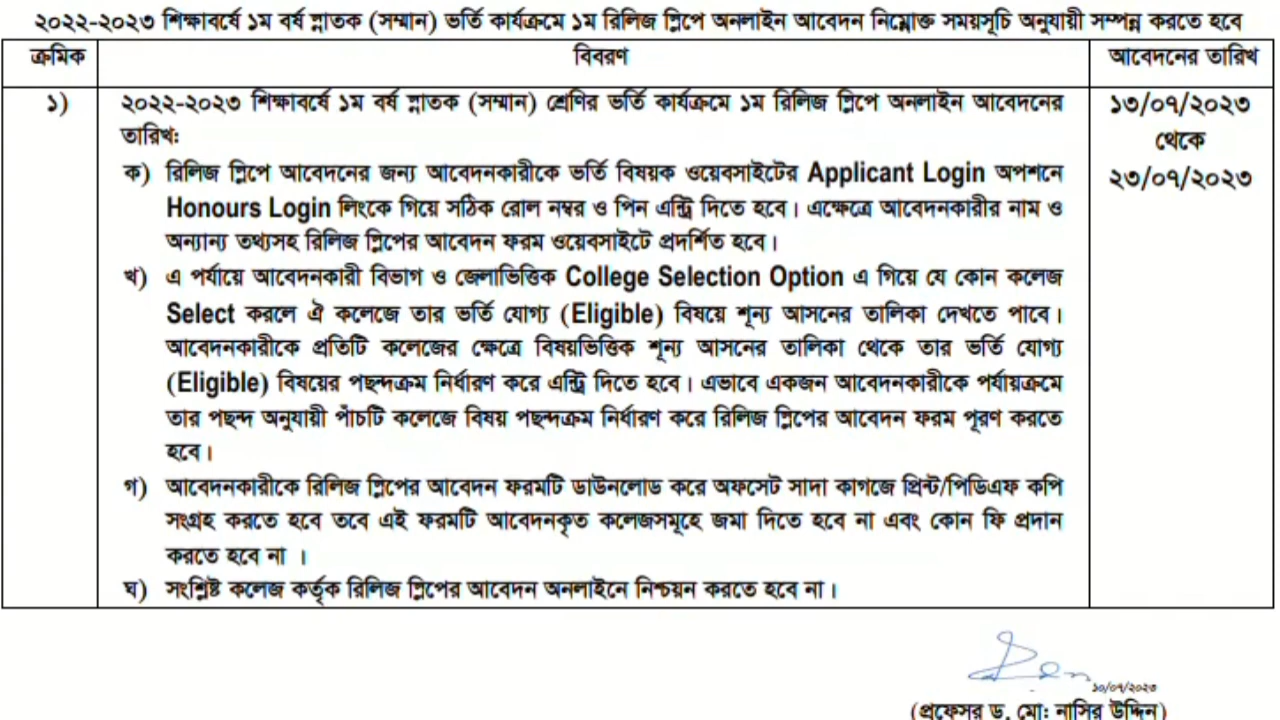 ২০২২-২০২৩ শিক্ষাবর্ষে ১ম বর্ষ স্নাতক (সম্মান) ভর্তি কার্যক্রমে ১ম রিলিজ স্লিপে অনলাইন আবেদন নিম্নোক্ত সময়সূচি অনুযায়ী সম্পন্ন করতে হবে
ক্রমিক বিবরণ আবেদনের তারিখ
১) ২০২২-২০২৩ শিক্ষাবর্ষে ১ম বর্ষ স্নাতক (সম্মান) শ্রেণির ভর্তি কার্যক্রমে ১ম রিলিজ স্লিপে অনলাইন আবেদনের
তারিখঃ
ক) রিলিজ স্লিপে আবেদনের জন্য আবেদনকারীকে ভর্তি বিষয়ক ওয়েবসাইটের Applicant Login অপশনে
Honours Login লিংকে গিয়ে সঠিক রোল নম্বর ও পিন এন্ট্রি দিতে হবে। এক্ষেত্রে আবেদনকারীর নাম ও
অন্যান্য তথ্যসহ রিলিজ স্লিপের আবেদন ফরম ওয়েবসাইটে প্রদর্শিত হবে।
খ) এ পর্যায়ে আবেদনকারী বিভাগ ও জেলাভিত্তিক College Selection Option এ গিয়ে যে কোন কলেজ
Select করলে ঐ কলেজে তার ভর্তি যোগ্য (Eligible) বিষয়ে শূন্য আসনের তালিকা দেখতে পাবে।
আবেদনকারীকে প্রতিটি কলেজের ক্ষেত্রে বিষয়ভিত্তিক শূন্য আসনের তালিকা থেকে তার ভর্তি যোগ্য
(Eligible) বিষয়ের পছন্দক্রম নির্ধারণ করে এন্ট্রি দিতে হবে। এভাবে একজন আবেদনকারীকে পর্যায়ক্রমে
তার পছন্দ অনুযায়ী পাঁচটি কলেজে বিষয় পছন্দক্রম নির্ধারণ করে রিলিজ স্লিপের আবেদন ফরম পূরণ করতে
হবে।
গ) আবেদনকারীকে রিলিজ স্লিপের আবেদন ফরমটি ডাউনলোড করে অফসেট সাদা কাগজে প্রিন্ট/পিডিএফ কপি
সংগ্রহ করতে হবে তবে এই ফরমটি আবেদনকৃত কলেজসমূহে জমা দিতে হবে না এবং কোন ফি প্রদান
করতে হবে না ।
ঘ) সংশ্লিষ্ট কলেজ কর্তৃক রিলিজ স্লিপের আবেদন অনলাইনে নিশ্চয়ন করতে হবে না।
১৩/০৭/২০২৩
থেকে
২৩/০৭/২০২৩
১০/০৭/২০২৩
(প্রফেসর ড. মো: নাসির উদ্দিন)